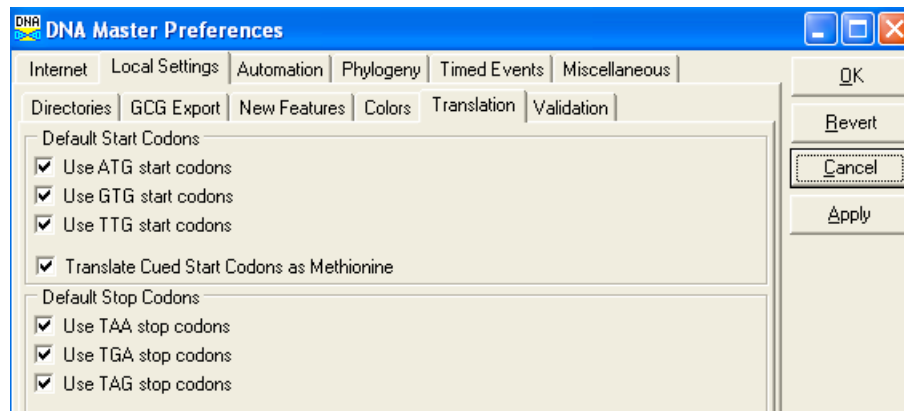 DNA DNA Master Preferences
Internet Local Settings Automation Phylogeny Timed Events Miscellaneous
Directories GCG Export New Features Colors Translation Validation
Default Start Codons
Use ATG start codons
Use GTG start codons
Use TTG start codons
Translate Cued Start Codons as Methionine
Default Stop Codons
Use TAA stop codons
Use TGA stop codons
Use TAG stop codons
OK
Revert
Cancel
Apply